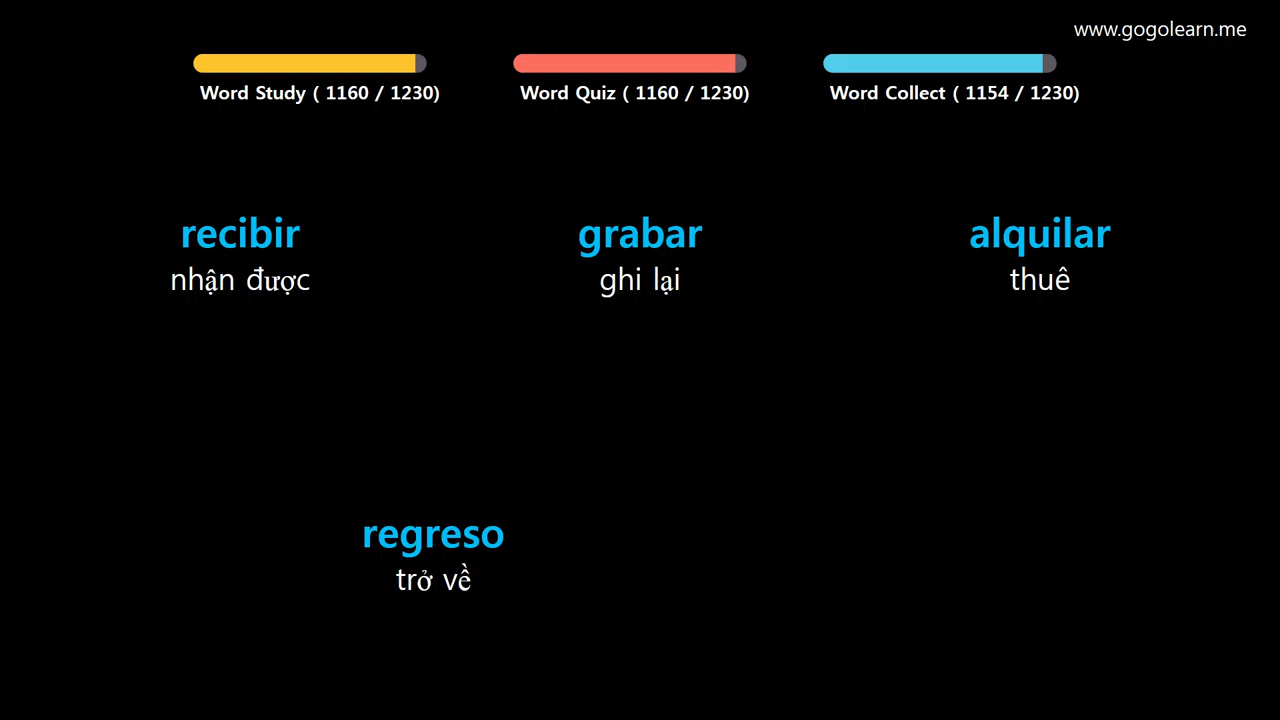 www.gogolearn.me
Word Study ( 1160 / 1230)
Word Quiz ( 1160 / 1230)
Word Collect ( 1154 / 1230)
recibir
nhận được
grabar
ghi lại
alquilar
thuê
regreso
trở về